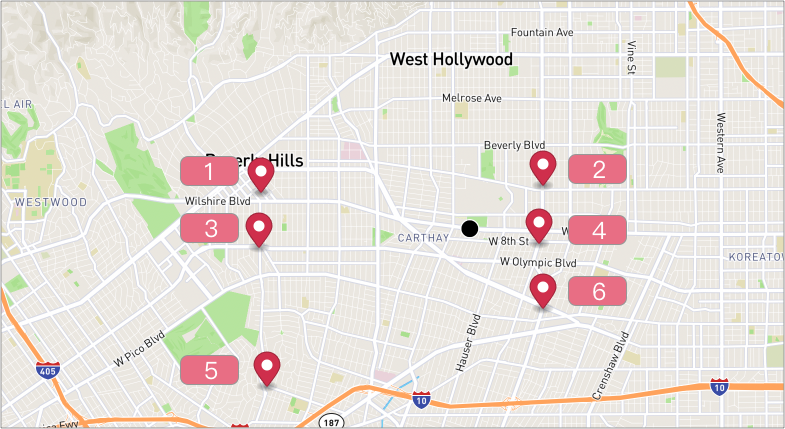 Fountain Ave
West Hollywood
Vine St
Melrose Ave
L AIR
Western Ave
Beverly Blvd
Beverly Hills
1
2
WESTWOOD
Wilshire Blvd
3
4
W
CARTHAY
W 8th St
W Olympic Blvd
KOREATOW
6
W Pico Blvd
Hauser Blvd
Crenshaw Blvd
5
405
10
10
187
ica Fwy